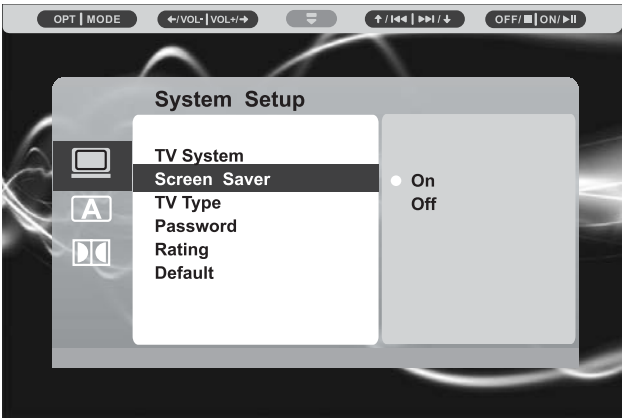 OPT | MODE
←/VOL- | VOL+/→
↑/⏮ | ⏭/↓
OFF/■ | ON/▶⏸
System Setup
TV System
Screen Saver
TV Type
Password
Rating
Default
On
Off
A